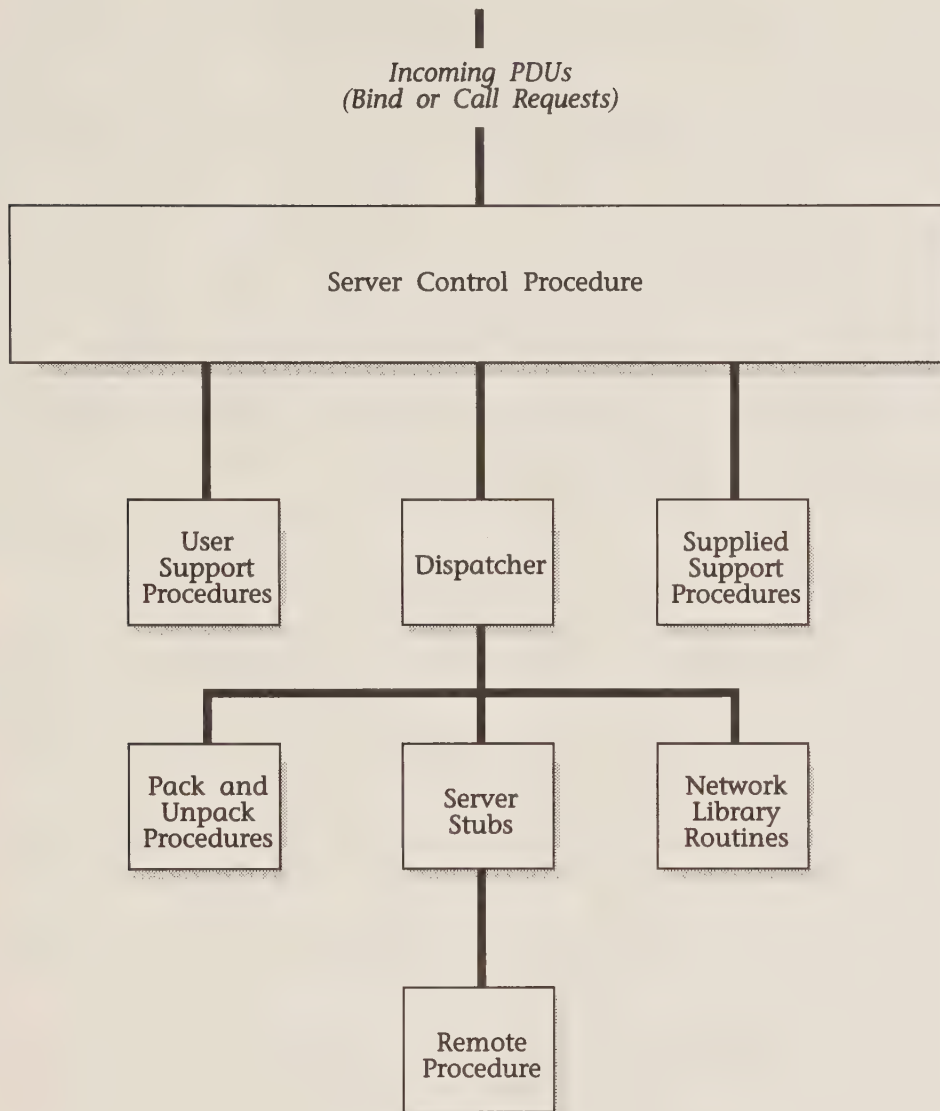 Incoming PDUs
(Bind or Call Requests)
Server Control Procedure
User
Support
Procedures
Dispatcher
Supplied
Support
Procedures
Pack and
Unpack
Procedures
Server
Stubs
Network
Library
Routines
Remote
Procedure